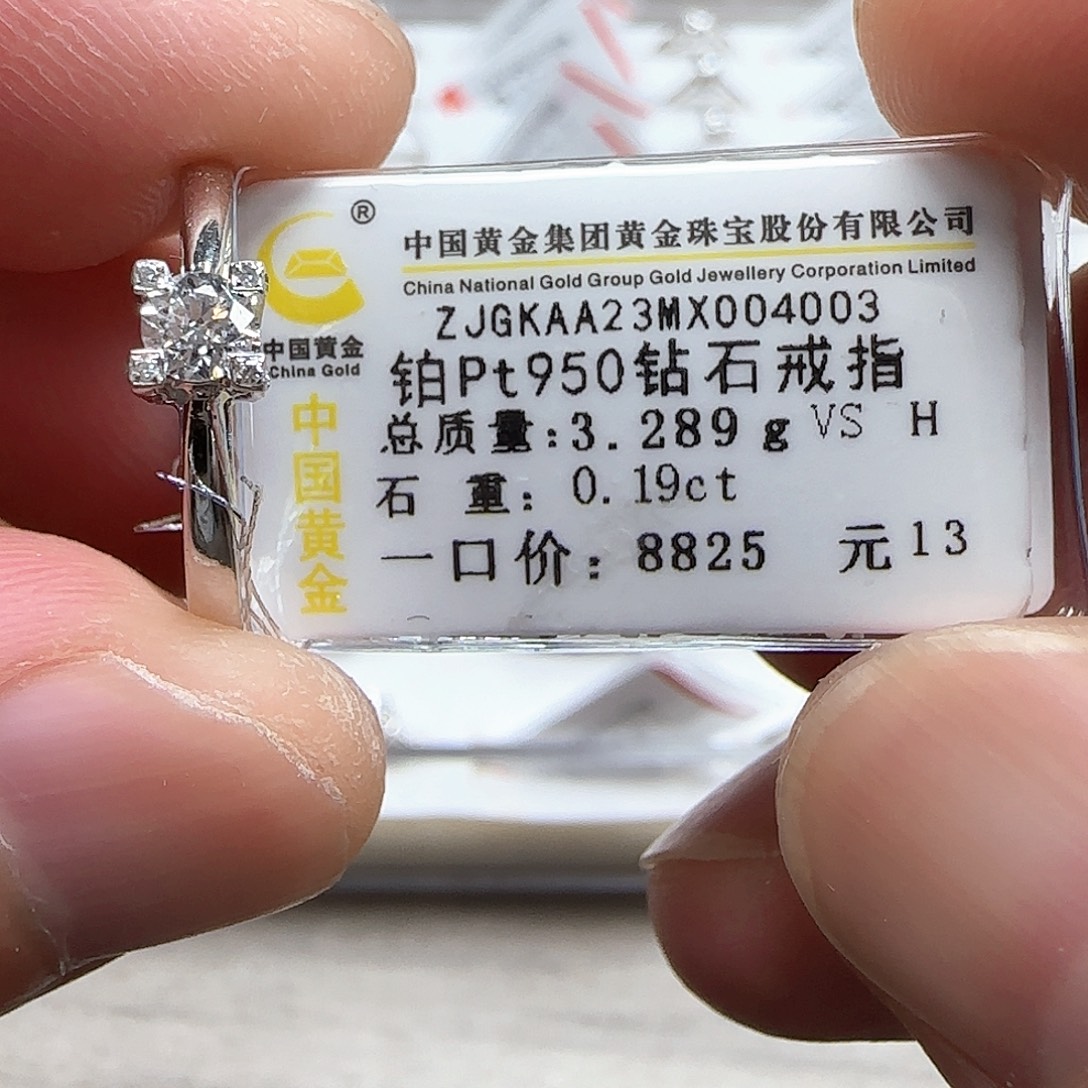 ®
中国黄金集团黄金珠宝股份有限公司
China National Gold Group Gold Jewellery Corporation Limited
中国黄金
China Gold
中国黄金
ZJGKAA23MX004003
铂Pt950钻石戒指
总质量:3.289g VS H
石 重: 0.19ct
一口价: 8825 元13